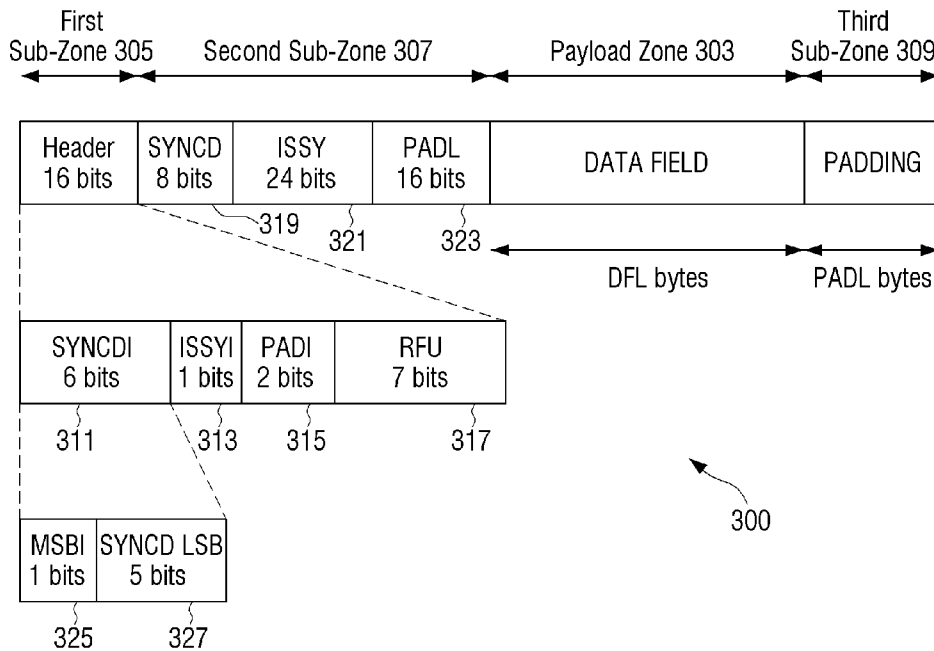 First
Sub-Zone 305
Second Sub-Zone 307
Payload Zone 303
Third
Sub-Zone 309
Header
16 bits
SYNCD
8 bits
ISSY
24 bits
PADL
16 bits
DATA FIELD
PADDING
319
321
323
DFL bytes
PADL bytes
SYNCDI
6 bits
ISSYI
1 bits
PADI
2 bits
RFU
7 bits
311
313
315
317
300
MSBI
1 bits
SYNCD LSB
5 bits
325
327